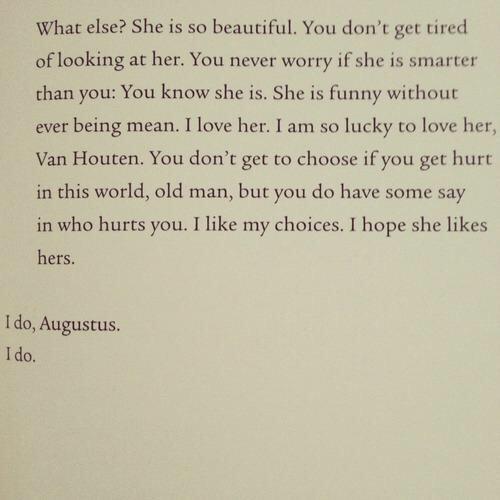 What else? She is so beautiful. You don't get tired
of looking at her. You never worry if she is smarter
than you: You know she is. She is funny without
ever being mean. I love her. I am so lucky to love her,
Van Houten. You don't get to choose if you get hurt
in this world, old man, but you do have some say
in who hurts you. I like my choices. I hope she likes
hers.
I do, Augustus.
I do.